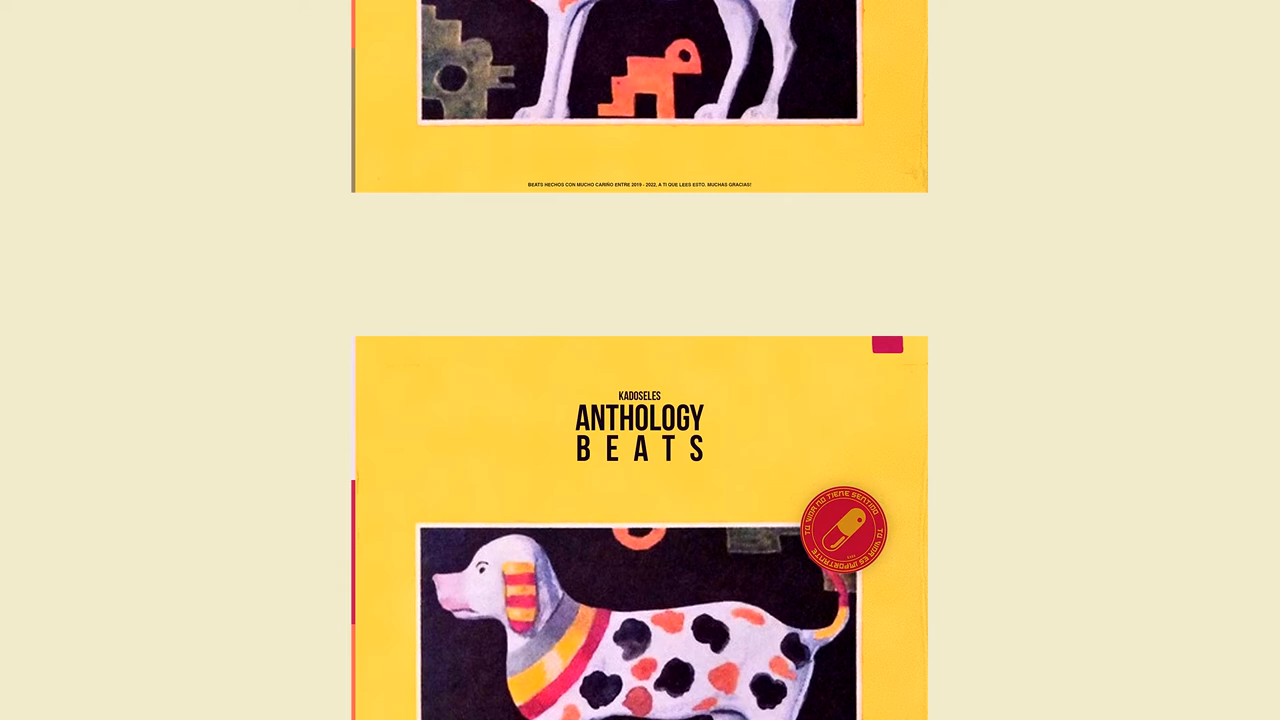 BEATS HECHOS CON MUCHO CARIÑO ENTRE 2019 - 2022, A TI QUE LEES ESTO. MUCHAS GRACIAS!
KADOSELES
ANTHOLOGY
BEATS
TU VIDA NO TIENE SENTIDO
TU VIDA ES IMPORTANTE